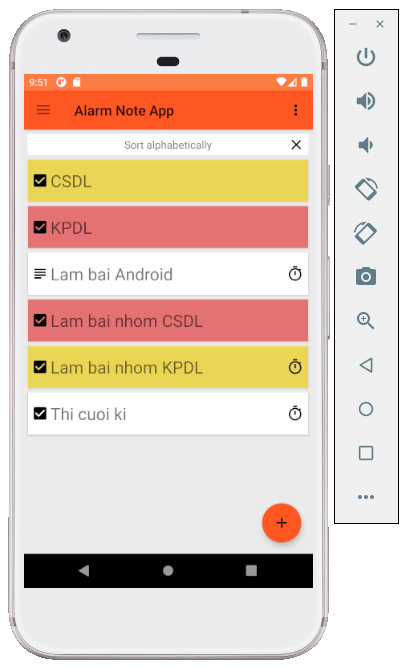 9:51
Alarm Note App
Sort alphabetically
CSDL
KPDL
Lam bai Android
Lam bai nhom CSDL
Lam bai nhom KPDL
Thi cuoi ki